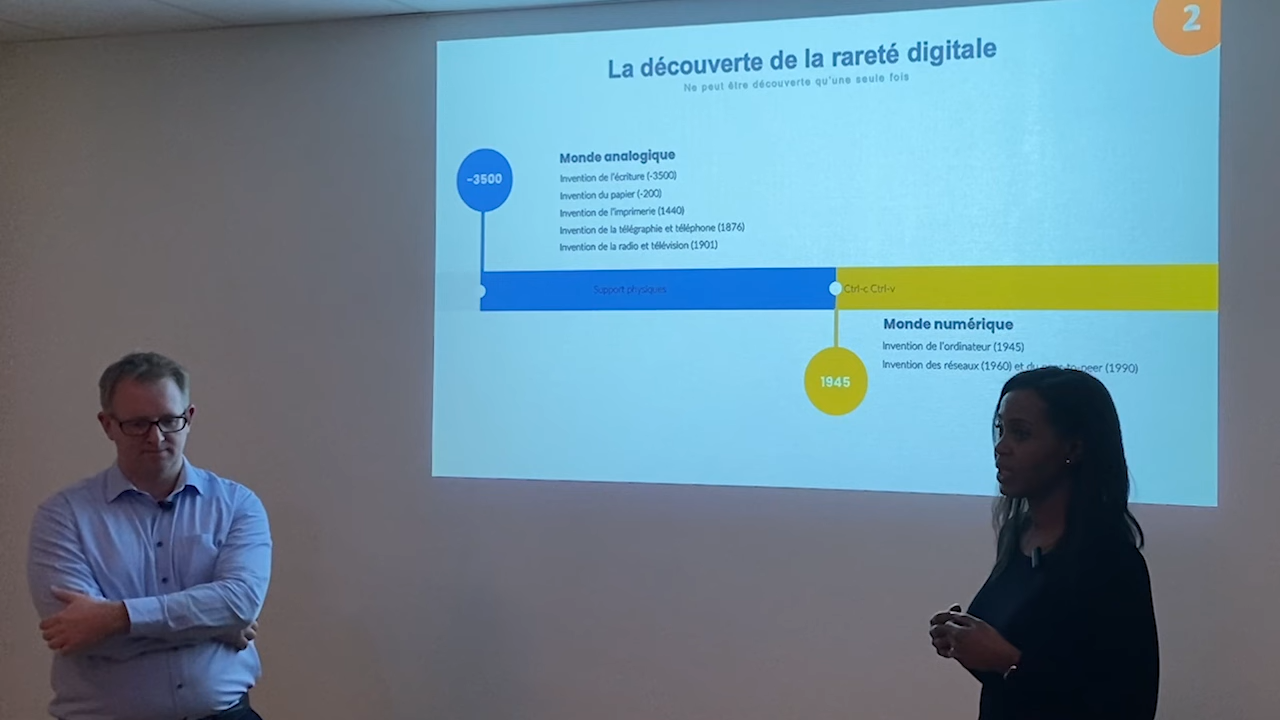 2
La découverte de la rareté digitale
Ne peut être découverte qu'une seule fois
-3500
Monde analogique
Invention de l'écriture (-3500)
Invention du papier (-200)
Invention de l'imprimerie (1440)
Invention de la télégraphie et téléphone (1876)
Invention de la radio et télévision (1901)
Support physiques
Ctrl-c Ctrl-v
Monde numérique
Invention de l'ordinateur (1945)
Invention des réseaux (1960) et du peer-to-peer (1990)
1945